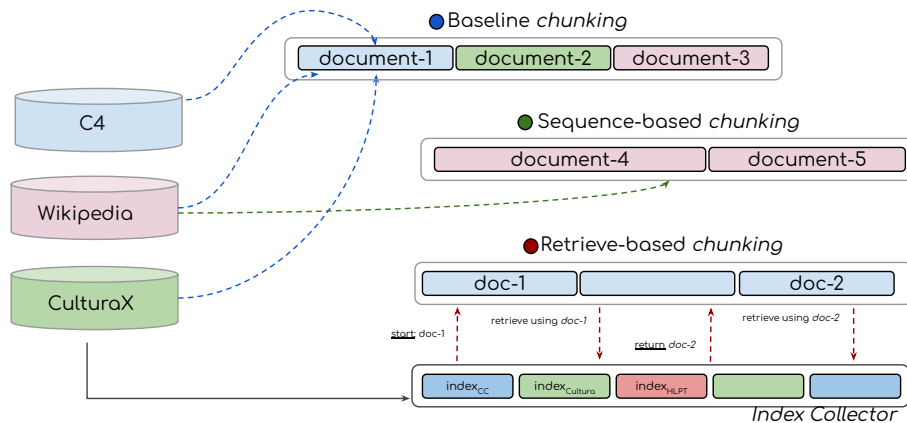 Baseline chunking
document-1 document-2 document-3
C4
Sequence-based chunking
document-4 document-5
Wikipedia
Retrieve-based chunking
doc-1 doc-2
CulturaX
start: doc-1 retrieve using doc-1 return doc-2 retrieve using doc-2
indexCC indexCultura indexHLPT
Index Collector